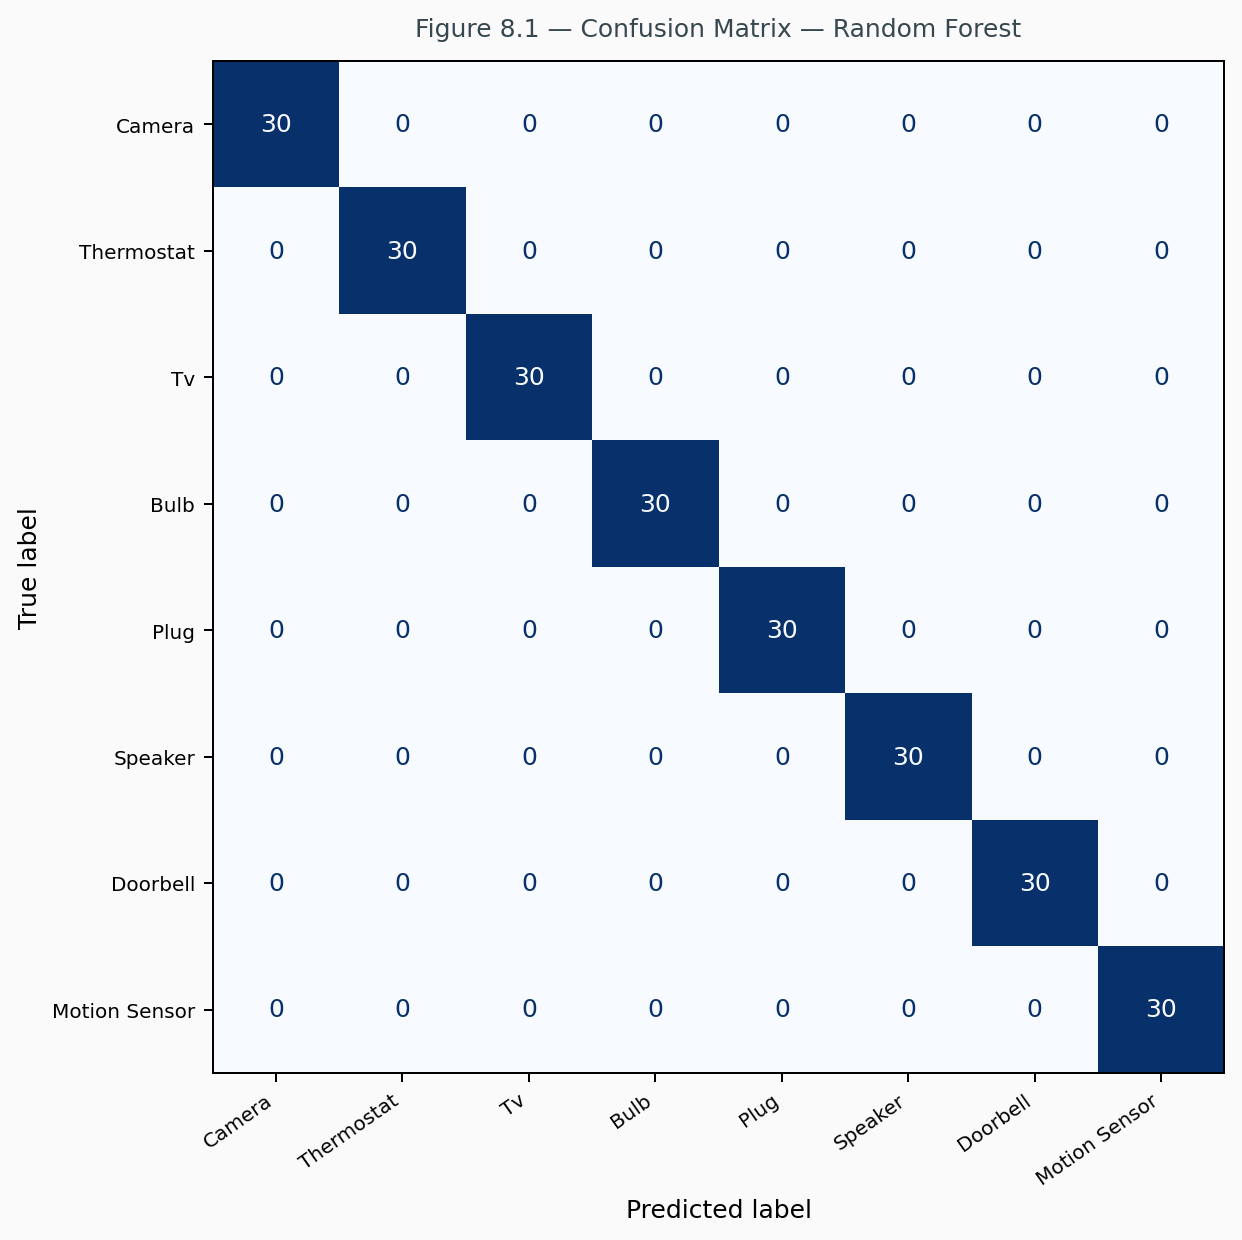 Figure 8.1 — Confusion Matrix — Random Forest
True label
Camera 30 0 0 0 0 0 0 0
Thermostat 0 30 0 0 0 0 0 0
Tv 0 0 30 0 0 0 0 0
Bulb 0 0 0 30 0 0 0 0
Plug 0 0 0 0 30 0 0 0
Speaker 0 0 0 0 0 30 0 0
Doorbell 0 0 0 0 0 0 30 0
Motion Sensor 0 0 0 0 0 0 0 30
Camera Thermostat Tv Bulb Plug Speaker Doorbell Motion Sensor
Predicted label